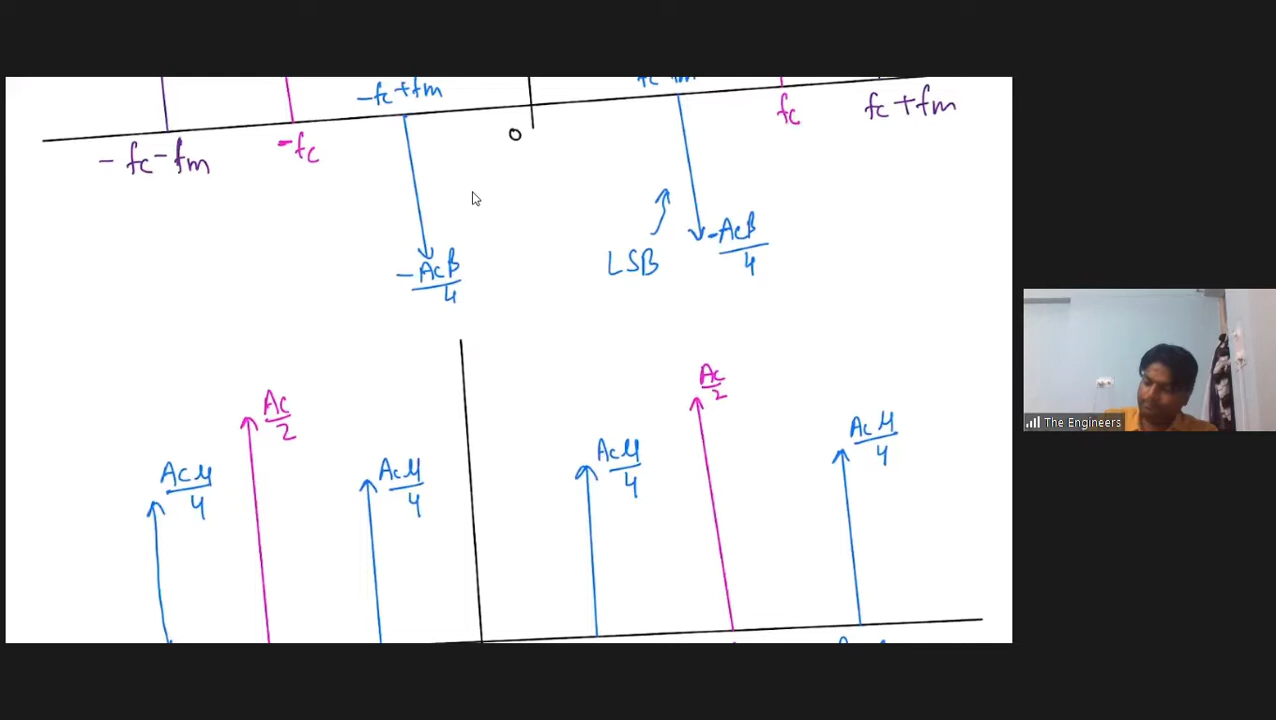 -fc+fm
fc
fc+fm
-fc-fm
-fc
0
-Acβ/4
LSB
-Acβ/4
Ac/2
Ac/2
Acμ/4
Acμ/4
Acμ/4
Acμ/4
The Engineers